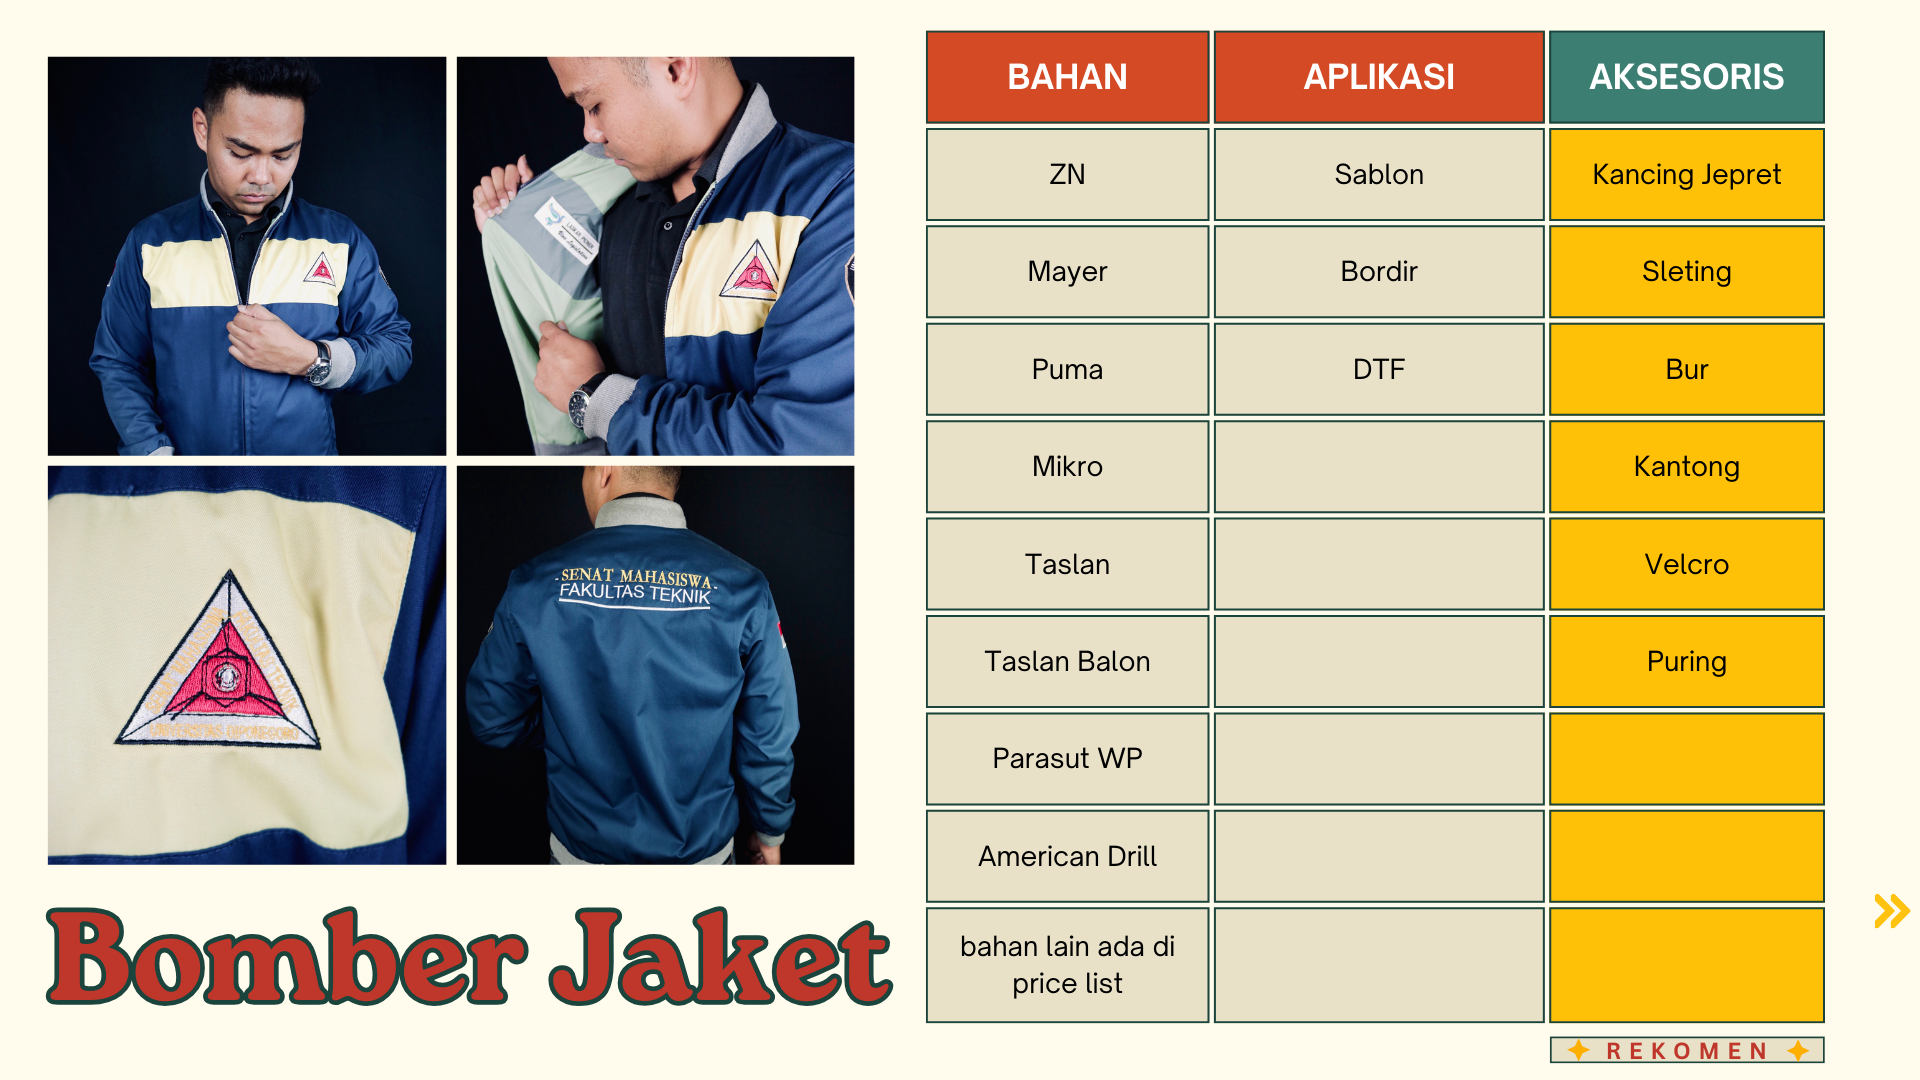 SENAT MAHASISWA
FAKULTAS TEKNIK
Bomber Jaket
BAHAN APLIKASI AKSESORIS
ZN Sablon Kancing Jepret
Mayer Bordir Sleting
Puma DTF Bur
Mikro Kantong
Taslan Velcro
Taslan Balon Puring
Parasut WP
American Drill
bahan lain ada di
price list
REKOMEN